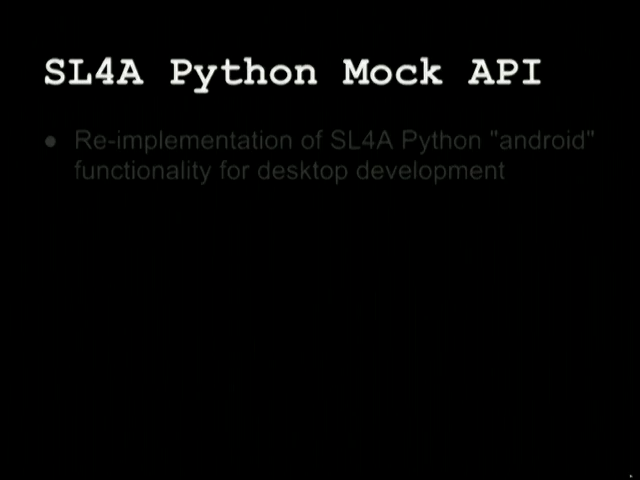 SL4A Python Mock API
● Re-implementation of SL4A Python "android"
functionality for desktop development